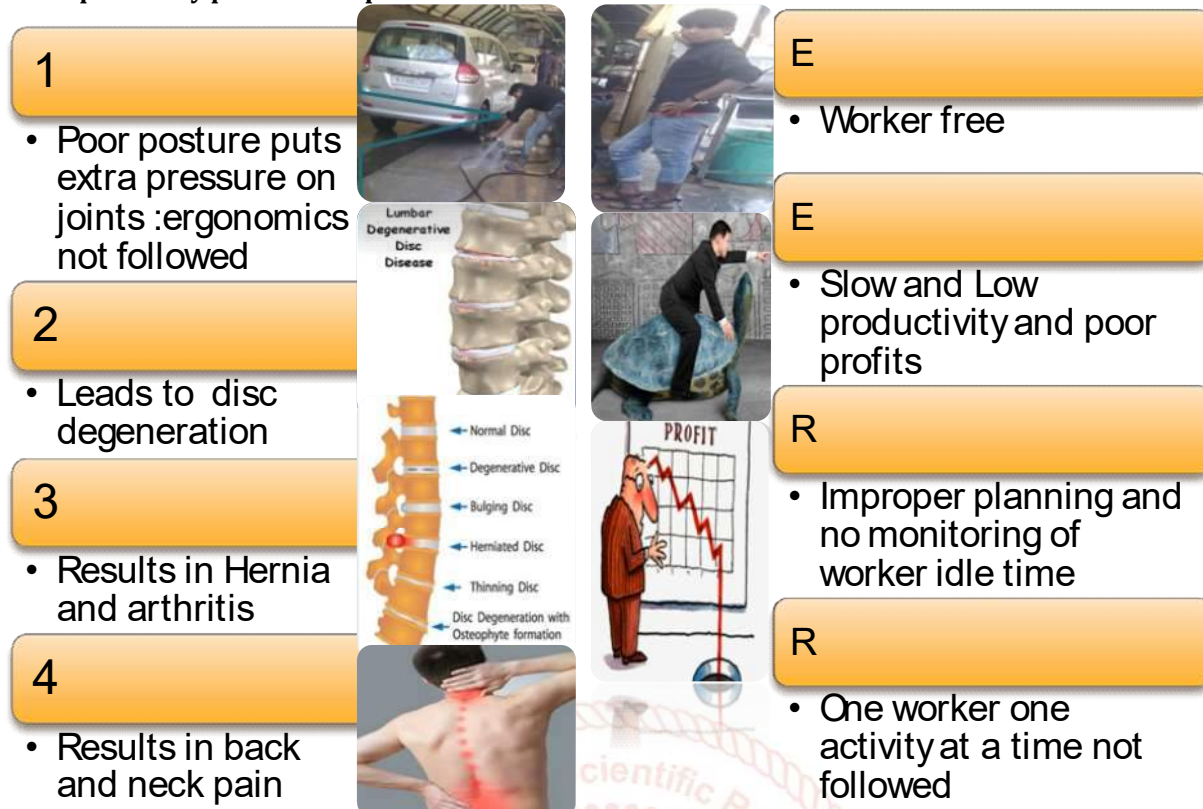 1
• Poor posture puts
extra pressure on
joints :ergonomics
not followed
2
• Leads to disc
degeneration
3
• Results in Hernia
and arthritis
4
• Results in back
and neck pain
Lumbar
Degenerative
Disc
Disease
Normal Disc
Degenerative Disc
Bulging Disc
Herniated Disc
Thinning Disc
Disc Degeneration with
Osteophyte formation
PROFIT
E
• Worker free
E
• Slow and Low
productivity and poor
profits
R
• Improper planning and
no monitoring of
worker idle time
R
• One worker one
activity at a time not
followed